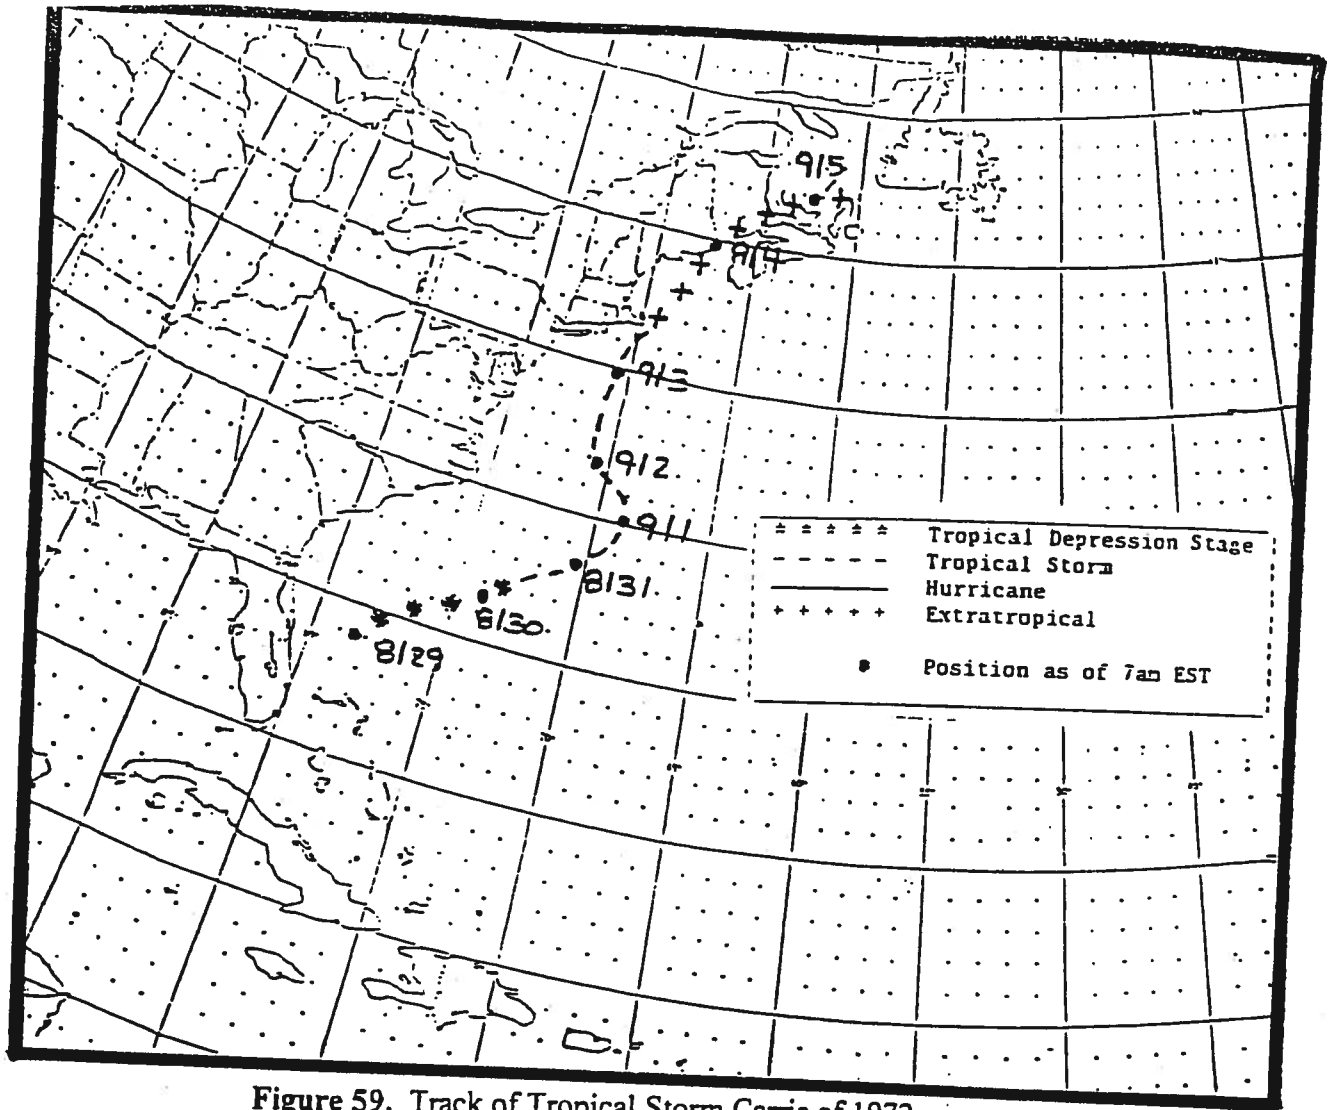 9/5
9/4
9/3
9/2
9/1
8/31
8/30
8/29
Tropical Depression Stage
Tropical Storm
Hurricane
Extratropical
Position as of 7am EST
Figure 59. Track of Tropical Storm Carrie of 1972